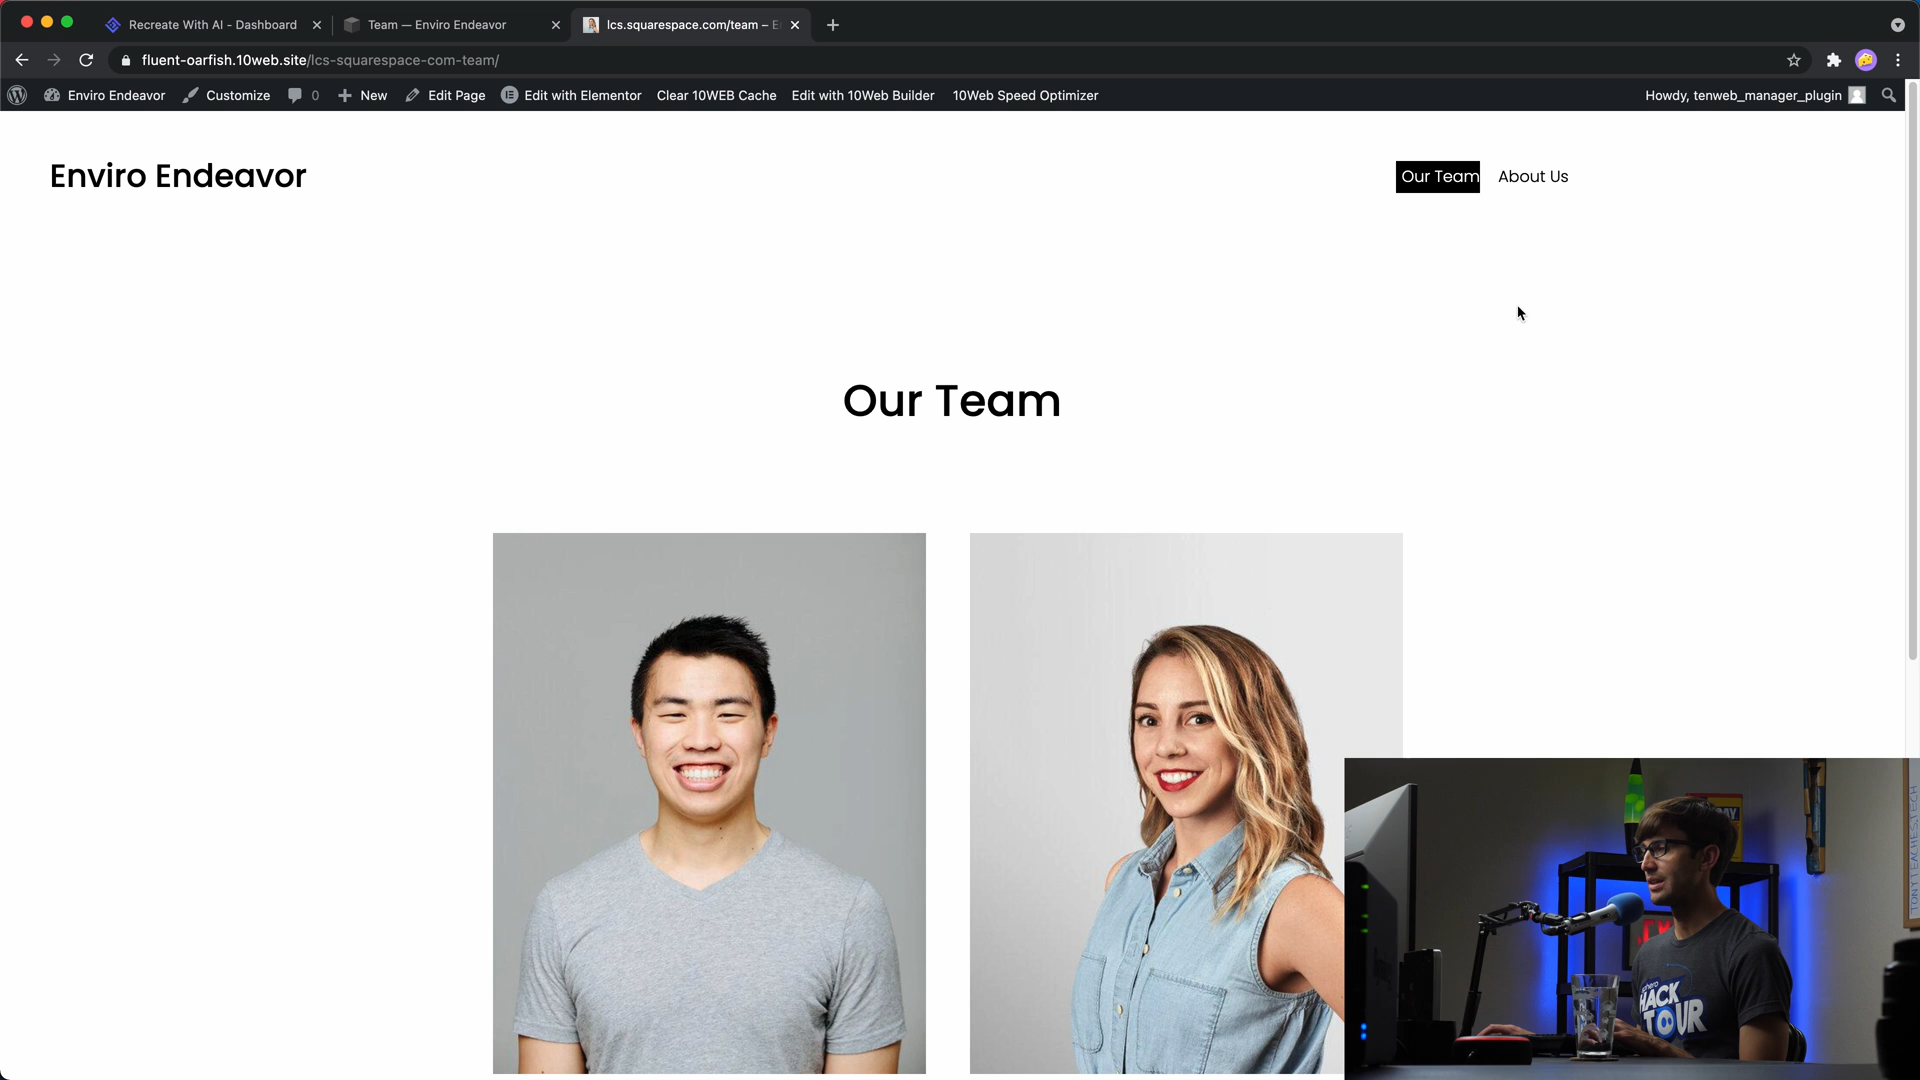 Recreate With AI - Dashboard
Team — Enviro Endeavor
lcs.squarespace.com/team – E
fluent-oarfish.10web.site/lcs-squarespace-com-team/
Enviro Endeavor
Customize
0
New
Edit Page
Edit with Elementor
Clear 10WEB Cache
Edit with 10Web Builder
10Web Speed Optimizer
Howdy, tenweb_manager_plugin
Enviro Endeavor
Our Team
About Us
Our Team
HACK
TOUR
TONYTEACHES.TECH